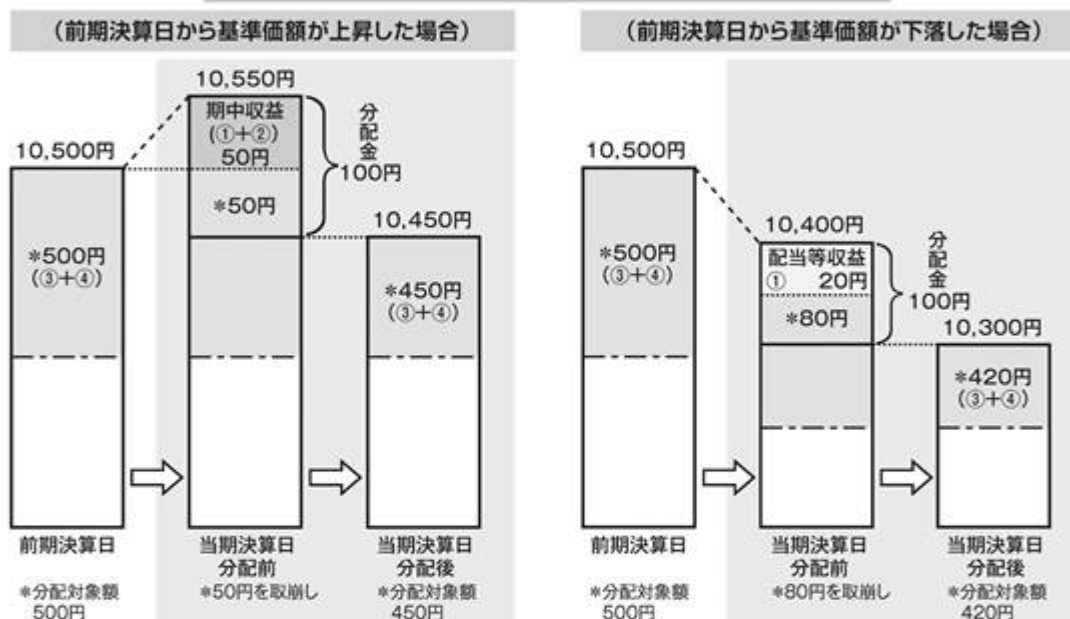 (前期決算日から基準価額が上昇した場合)
10,550円
期中収益
(①+②)
50円
*50円
分配金
100円
10,500円
*500円
(③+④)
10,450円
*450円
(③+④)
前期決算日
当期決算日
分配前
当期決算日
分配後
*分配対象額
500円
*50円を取崩し
*分配対象額
450円
(前期決算日から基準価額が下落した場合)
10,500円
*500円
(③+④)
10,400円
配当等収益
① 20円
*80円
分配金
100円
10,300円
*420円
(③+④)
前期決算日
当期決算日
分配前
当期決算日
分配後
*分配対象額
500円
*80円を取崩し
*分配対象額
420円